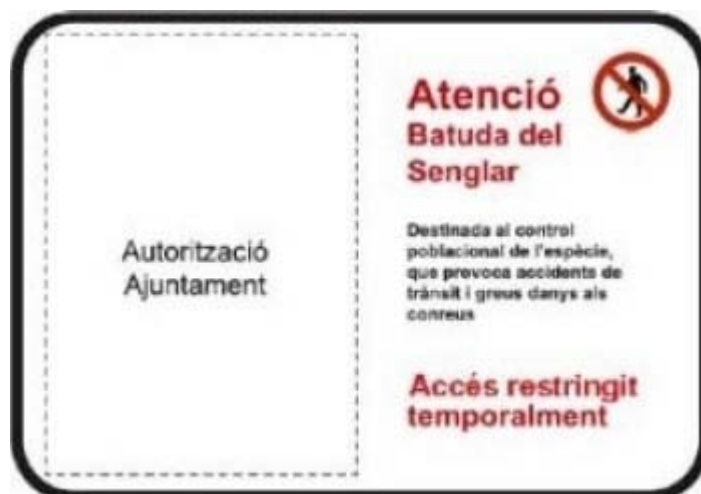 Autorització
Ajuntament
Atenció
Batuda del
Senglar
Destinada al control
poblacional de l'espècie,
que provoca accidents de
trànsit i greus danys als
conreus
Accés restringit
temporalment